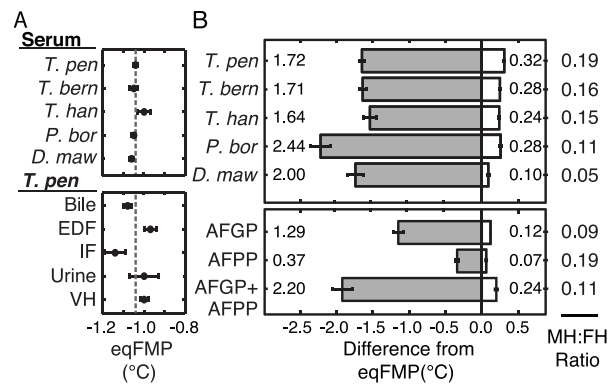 A
Serum
T. pen
T. bern
T. han
P. bor
D. maw
T. pen
Bile
EDF
IF
Urine
VH
-1.2 -1.0 -0.8
eqFMP
(°C)
B
T. pen 1.72 0.32 0.19
T. bern 1.71 0.28 0.16
T. han 1.64 0.24 0.15
P. bor 2.44 0.28 0.11
D. maw 2.00 0.10 0.05
AFGP 1.29 0.12 0.09
AFPP 0.37 0.07 0.19
AFGP+ 2.20 0.24 0.11
AFPP
-2.5 -2.0 -1.5 -1.0 -0.5 0.0 0.5
Difference from
eqFMP(°C)
MH:FH
Ratio